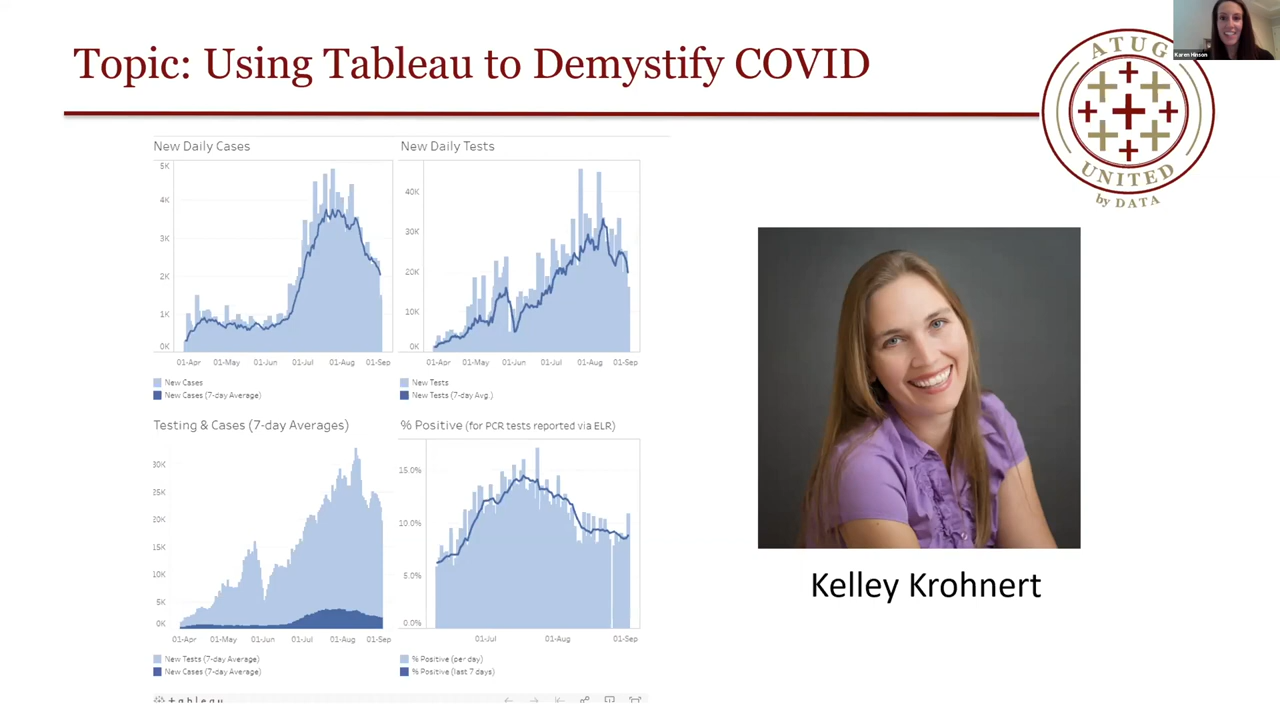 Topic: Using Tableau to Demystify COVID
Karen Hinson
ATUG
UNITED
by DATA
New Daily Cases
5K
4K
3K
2K
1K
0K
01-Apr 01-May 01-Jun 01-Jul 01-Aug 01-Sep
New Cases
New Cases (7-day Average)
New Daily Tests
40K
30K
20K
10K
0K
01-Apr 01-May 01-Jun 01-Jul 01-Aug 01-Sep
New Tests
New Tests (7-day Avg.)
Testing & Cases (7-day Averages)
30K
25K
20K
15K
10K
5K
0K
01-Apr 01-May 01-Jun 01-Jul 01-Aug 01-Sep
New Tests (7-day Average)
New Cases (7-day Average)
% Positive (for PCR tests reported via ELR)
15.0%
10.0%
5.0%
0.0%
01-Jul 01-Aug 01-Sep
% Positive (per day)
% Positive (last 7 days)
tableau
Kelley Krohnert